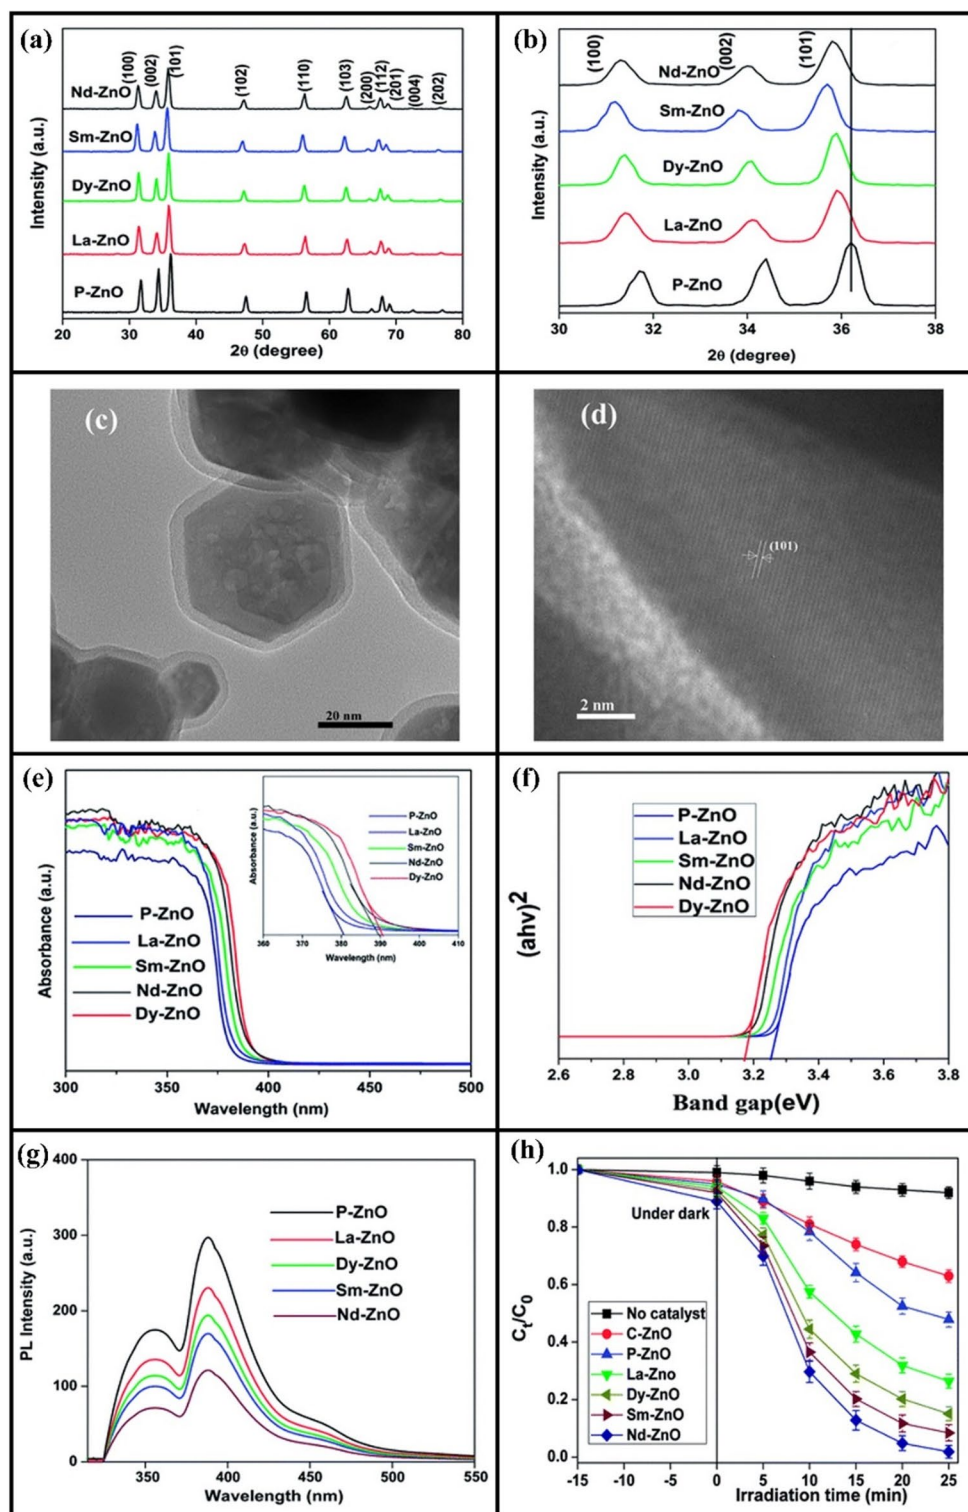 (a)
(100)
(002)
(101)
(102)
(110)
(103)
(200)
(112)
(201)
(004)
(202)
Nd-ZnO
Sm-ZnO
Dy-ZnO
La-ZnO
P-ZnO
Intensity (a.u.)
20 30 40 50 60 70 80
2θ (degree)
(b)
(100)
(002)
(101)
Nd-ZnO
Sm-ZnO
Dy-ZnO
La-ZnO
P-ZnO
Intensity (a.u.)
30 32 34 36 38
2θ (degree)
(c)
20 nm
(d)
(101)
2 nm
(e)
Absorbance (a.u.)
P-ZnO
La-ZnO
Sm-ZnO
Nd-ZnO
Dy-ZnO
300 350 400 450 500
Wavelength (nm)
Absorbance (a.u.)
P-ZnO
La-ZnO
Sm-ZnO
Nd-ZnO
Dy-ZnO
360 370 380 390 400 410
Wavelength (nm)
(f)
(ahv)2
P-ZnO
La-ZnO
Sm-ZnO
Nd-ZnO
Dy-ZnO
2.6 2.8 3.0 3.2 3.4 3.6 3.8
Band gap(eV)
(g)
PL Intensity (a.u.)
400
300
200
100
0
P-ZnO
La-ZnO
Dy-ZnO
Sm-ZnO
Nd-ZnO
350 400 450 500 550
Wavelength (nm)
(h)
Ct/C0
1.0
0.8
0.6
0.4
0.2
0.0
Under dark
No catalyst
C-ZnO
P-ZnO
La-Zno
Dy-ZnO
Sm-ZnO
Nd-ZnO
-15 -10 -5 0 5 10 15 20 25
Irradiation time (min)